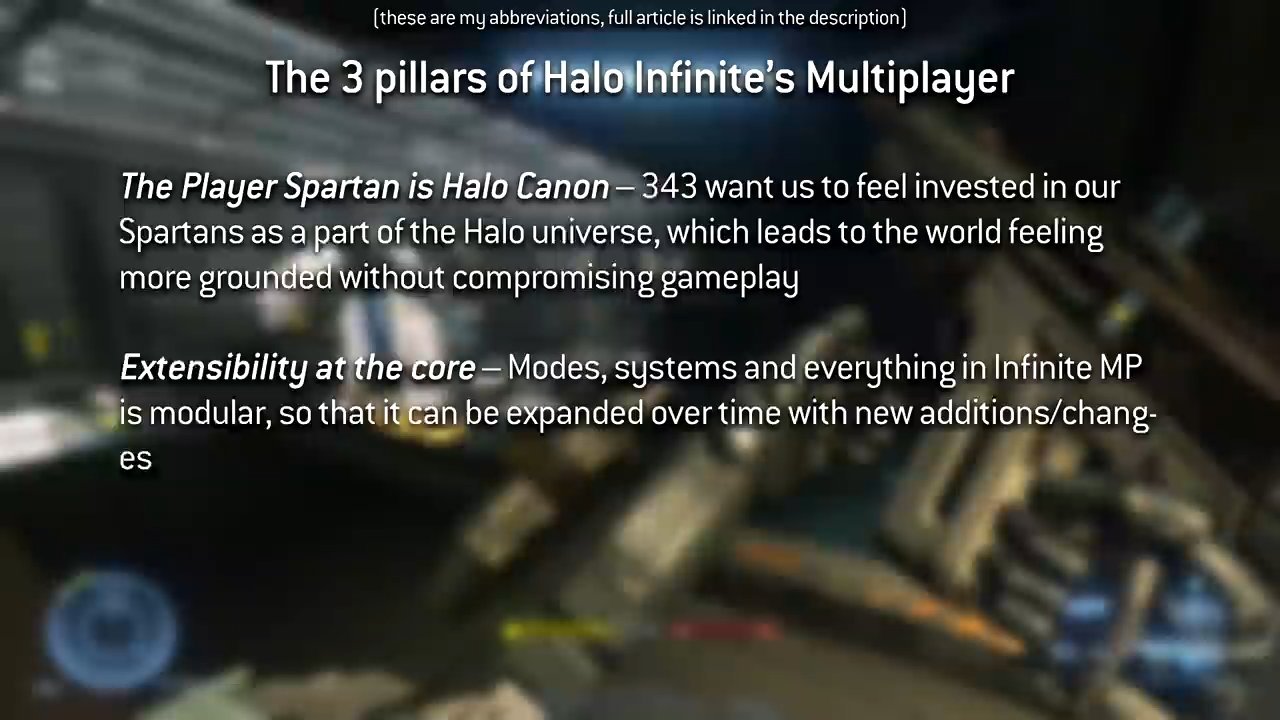 (these are my abbreviations, full article is linked in the description)
The 3 pillars of Halo Infinite's Multiplayer
The Player Spartan is Halo Canon – 343 want us to feel invested in our
Spartans as a part of the Halo universe, which leads to the world feeling
more grounded without compromising gameplay
Extensibility at the core – Modes, systems and everything in Infinite MP
is modular, so that it can be expanded over time with new additions/chang-
es